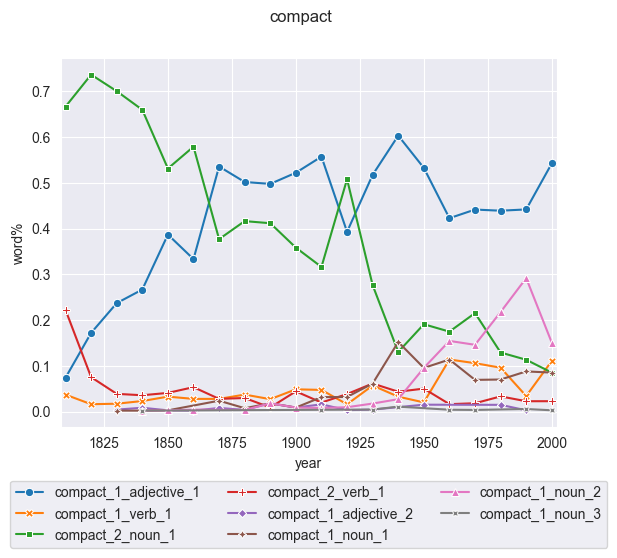 compact
0.7
0.6
0.5
0.4
0.3
0.2
0.1
0.0
word%
1825 1850 1875 1900 1925 1950 1975 2000
year
compact_1_adjective_1 compact_2_verb_1 compact_1_noun_2
compact_1_verb_1 compact_1_adjective_2 compact_1_noun_3
compact_2_noun_1 compact_1_noun_1